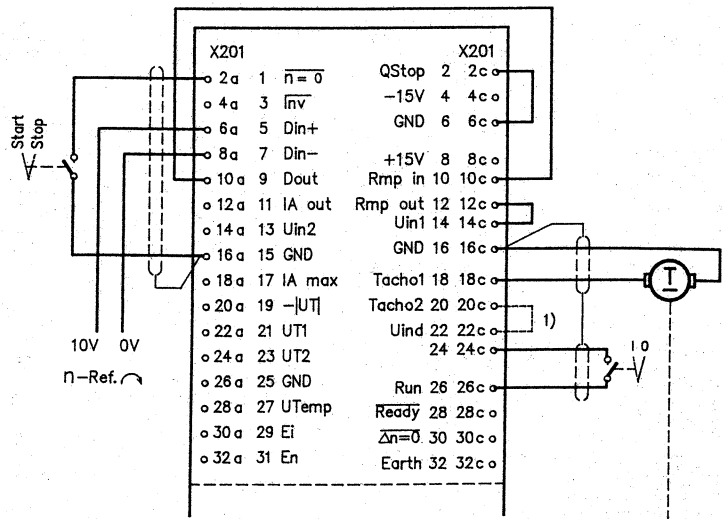 X201 X201
2a 1 n=0 QStop 2 2c
4a 3 Inv -15V 4 4c
6a 5 Din+ GND 6 6c
8a 7 Din- +15V 8 8c
10a 9 Dout Rmp in 10 10c
12a 11 IA out Rmp out 12 12c
14a 13 Uin2 Uin1 14 14c
16a 15 GND GND 16 16c
18a 17 IA max Tacho1 18 18c
20a 19 -|UT| Tacho2 20 20c
22a 21 UT1 Uind 22 22c
24a 23 UT2 24 24c
26a 25 GND Run 26 26c
28a 27 UTemp Ready 28 28c
30a 29 Ei Δn=0 30 30c
32a 31 En Earth 32 32c
Start
Stop
10V 0V
n-Ref.
1)
T
I O